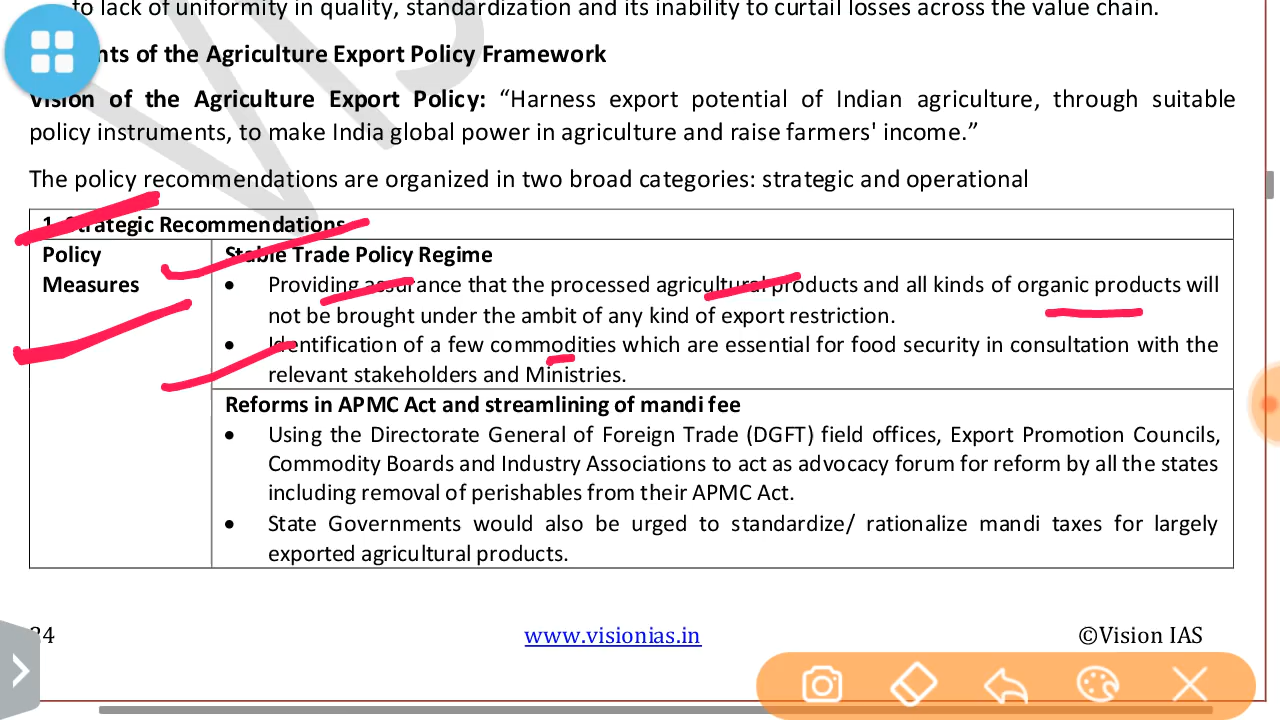 to lack of uniformity in quality, standardization and its inability to curtail losses across the value chain.
of the Agriculture Export Policy Framework
Vision of the Agriculture Export Policy: “Harness export potential of Indian agriculture, through suitable
policy instruments, to make India global power in agriculture and raise farmers' income.”
The policy recommendations are organized in two broad categories: strategic and operational
1. Strategic Recommendations
Policy Measures
Stable Trade Policy Regime
• Providing assurance that the processed agricultural products and all kinds of organic products will
not be brought under the ambit of any kind of export restriction.
• Identification of a few commodities which are essential for food security in consultation with the
relevant stakeholders and Ministries.
Reforms in APMC Act and streamlining of mandi fee
• Using the Directorate General of Foreign Trade (DGFT) field offices, Export Promotion Councils,
Commodity Boards and Industry Associations to act as advocacy forum for reform by all the states
including removal of perishables from their APMC Act.
• State Governments would also be urged to standardize/ rationalize mandi taxes for largely
exported agricultural products.
www.visionias.in
©Vision IAS